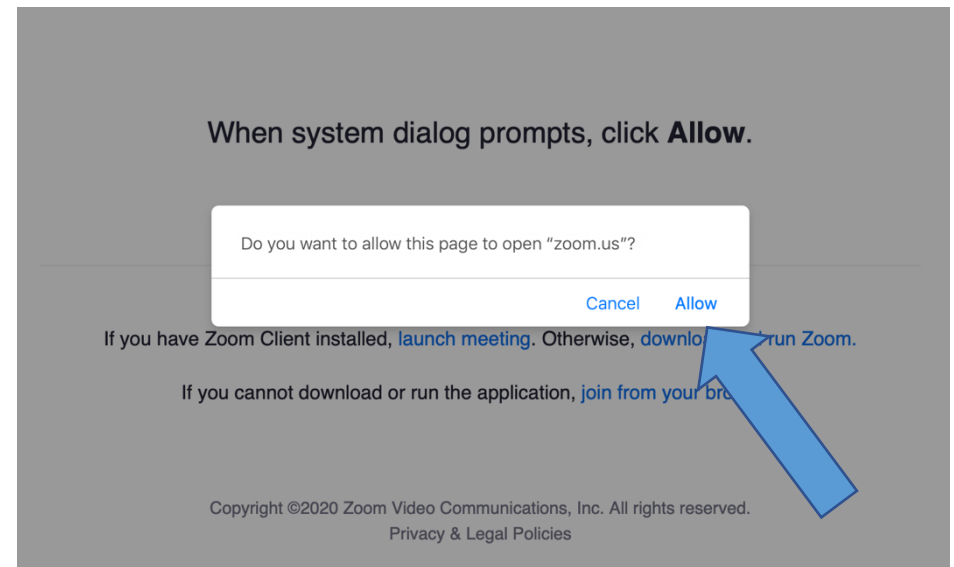 When system dialog prompts, click Allow.
Do you want to allow this page to open “zoom.us”?
Cancel Allow
If you have Zoom Client installed, launch meeting. Otherwise, run Zoom.
If you cannot download or run the application, join from your
Copyright ©2020 Zoom Video Communications, Inc. All rights reserved.
Privacy & Legal Policies